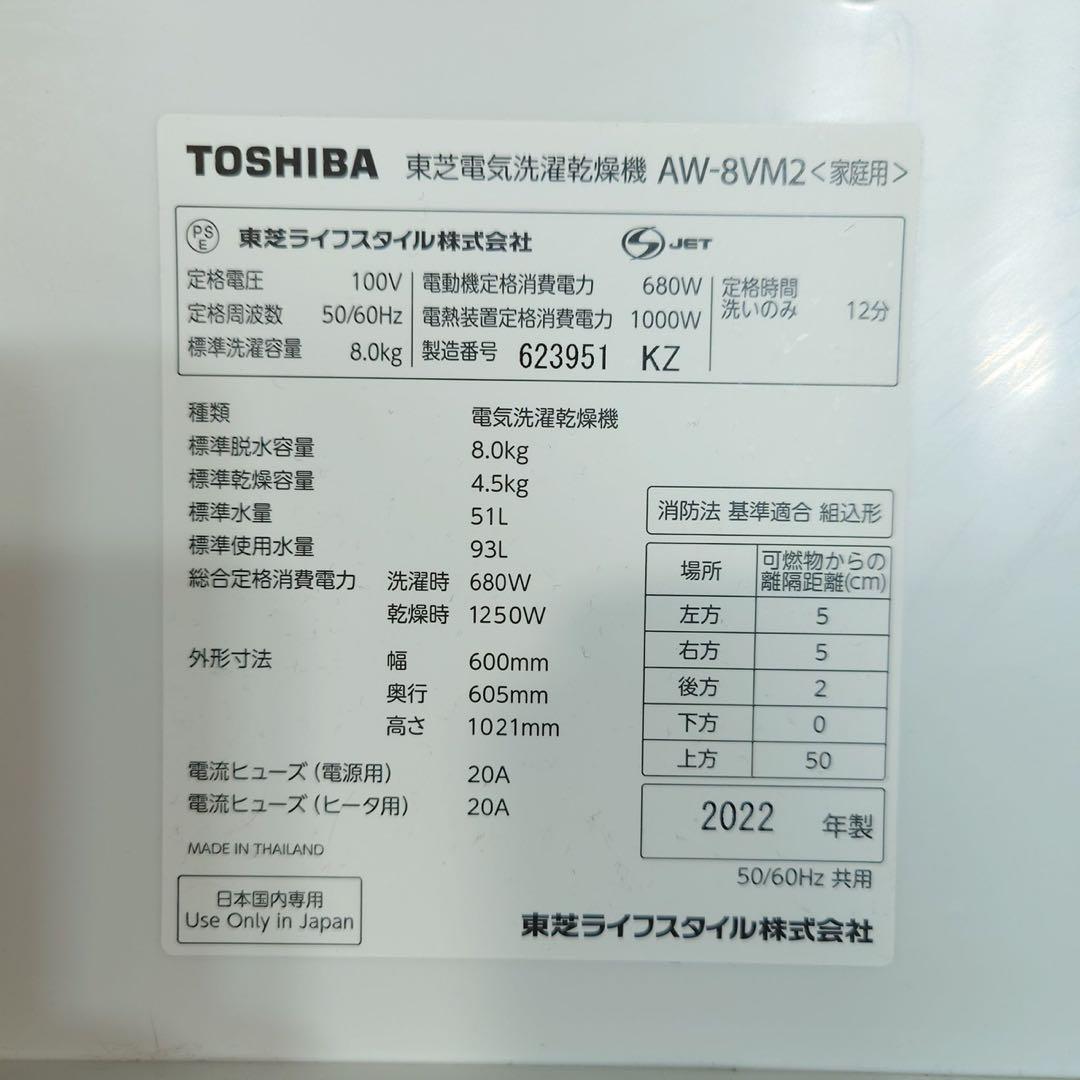 TOSHIBA 東芝電気洗濯乾燥機 AW-8VM2<家庭用>
PSE 東芝ライフスタイル株式会社 S JET
定格電圧 100V 電動機定格消費電力 680W 定格時間
定格周波数 50/60Hz 電熱装置定格消費電力 1000W 洗いのみ 12分
標準洗濯容量 8.0kg 製造番号 623951 KZ
種類 電気洗濯乾燥機
標準脱水容量 8.0kg
標準乾燥容量 4.5kg
標準水量 51L
標準使用水量 93L
総合定格消費電力 洗濯時 680W
乾燥時 1250W
外形寸法 幅 600mm
奥行 605mm
高さ 1021mm
電流ヒューズ(電源用) 20A
電流ヒューズ(ヒータ用) 20A
MADE IN THAILAND
日本国内専用
Use Only in Japan
消防法 基準適合 組込形
場所 可燃物からの
離隔距離(cm)
左方 5
右方 5
後方 2
下方 0
上方 50
2022 年製
50/60Hz 共用
東芝ライフスタイル株式会社